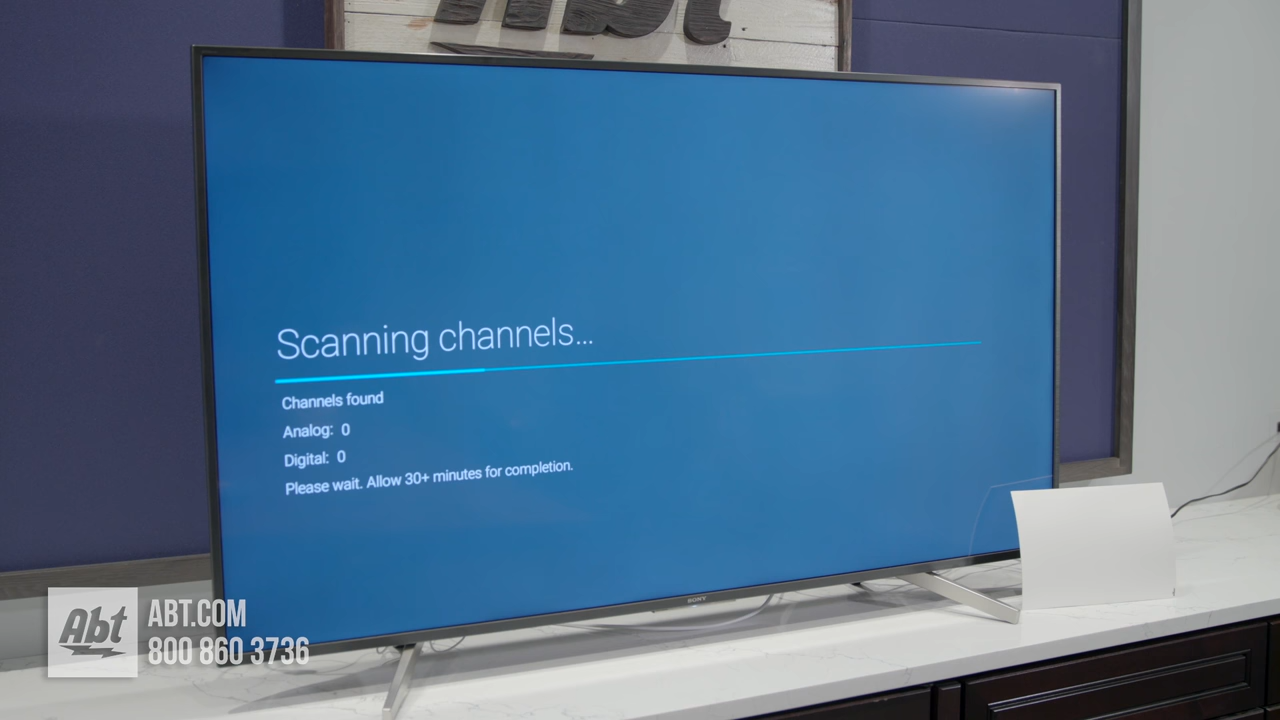 Abt
Scanning channels...
Channels found
Analog: 0
Digital: 0
Please wait. Allow 30+ minutes for completion.
SONY
Abt
ABT.COM
800 860 3736